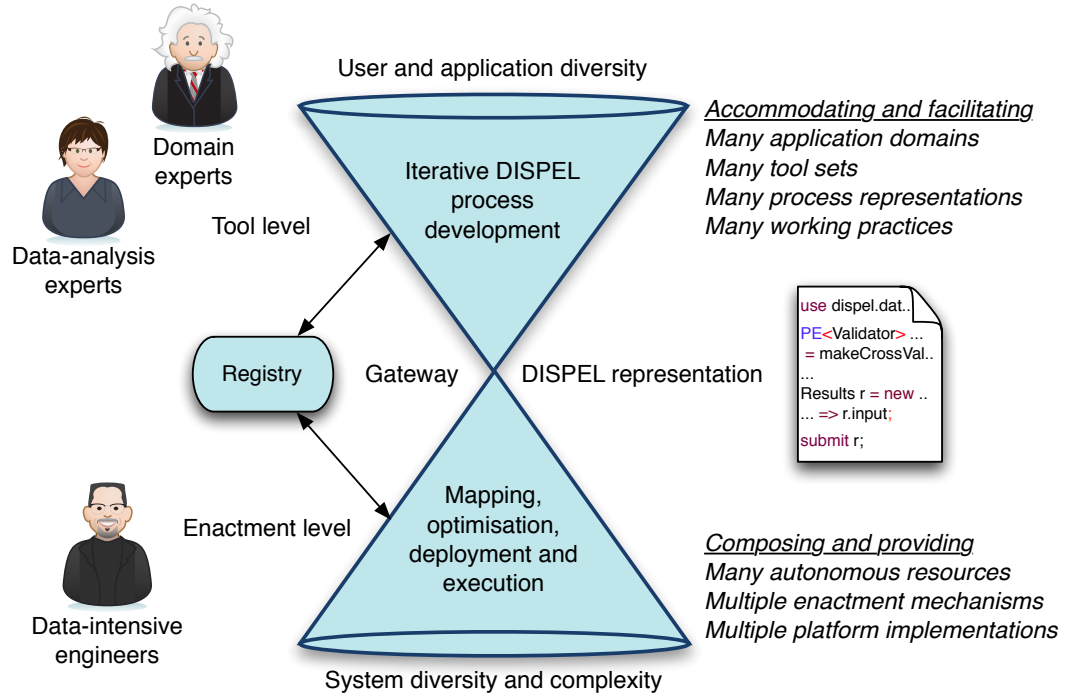 User and application diversity
Domain
experts
Data-analysis
experts
Tool level
Iterative DISPEL
process
development
Accommodating and facilitating
Many application domains
Many tool sets
Many process representations
Many working practices
Registry
Gateway
DISPEL representation
use dispel.dat..
PE<Validator> ...
= makeCrossVal..
...
Results r = new ..
... => r.input;
submit r;
Enactment level
Mapping,
optimisation,
deployment and
execution
Data-intensive
engineers
Composing and providing
Many autonomous resources
Multiple enactment mechanisms
Multiple platform implementations
System diversity and complexity